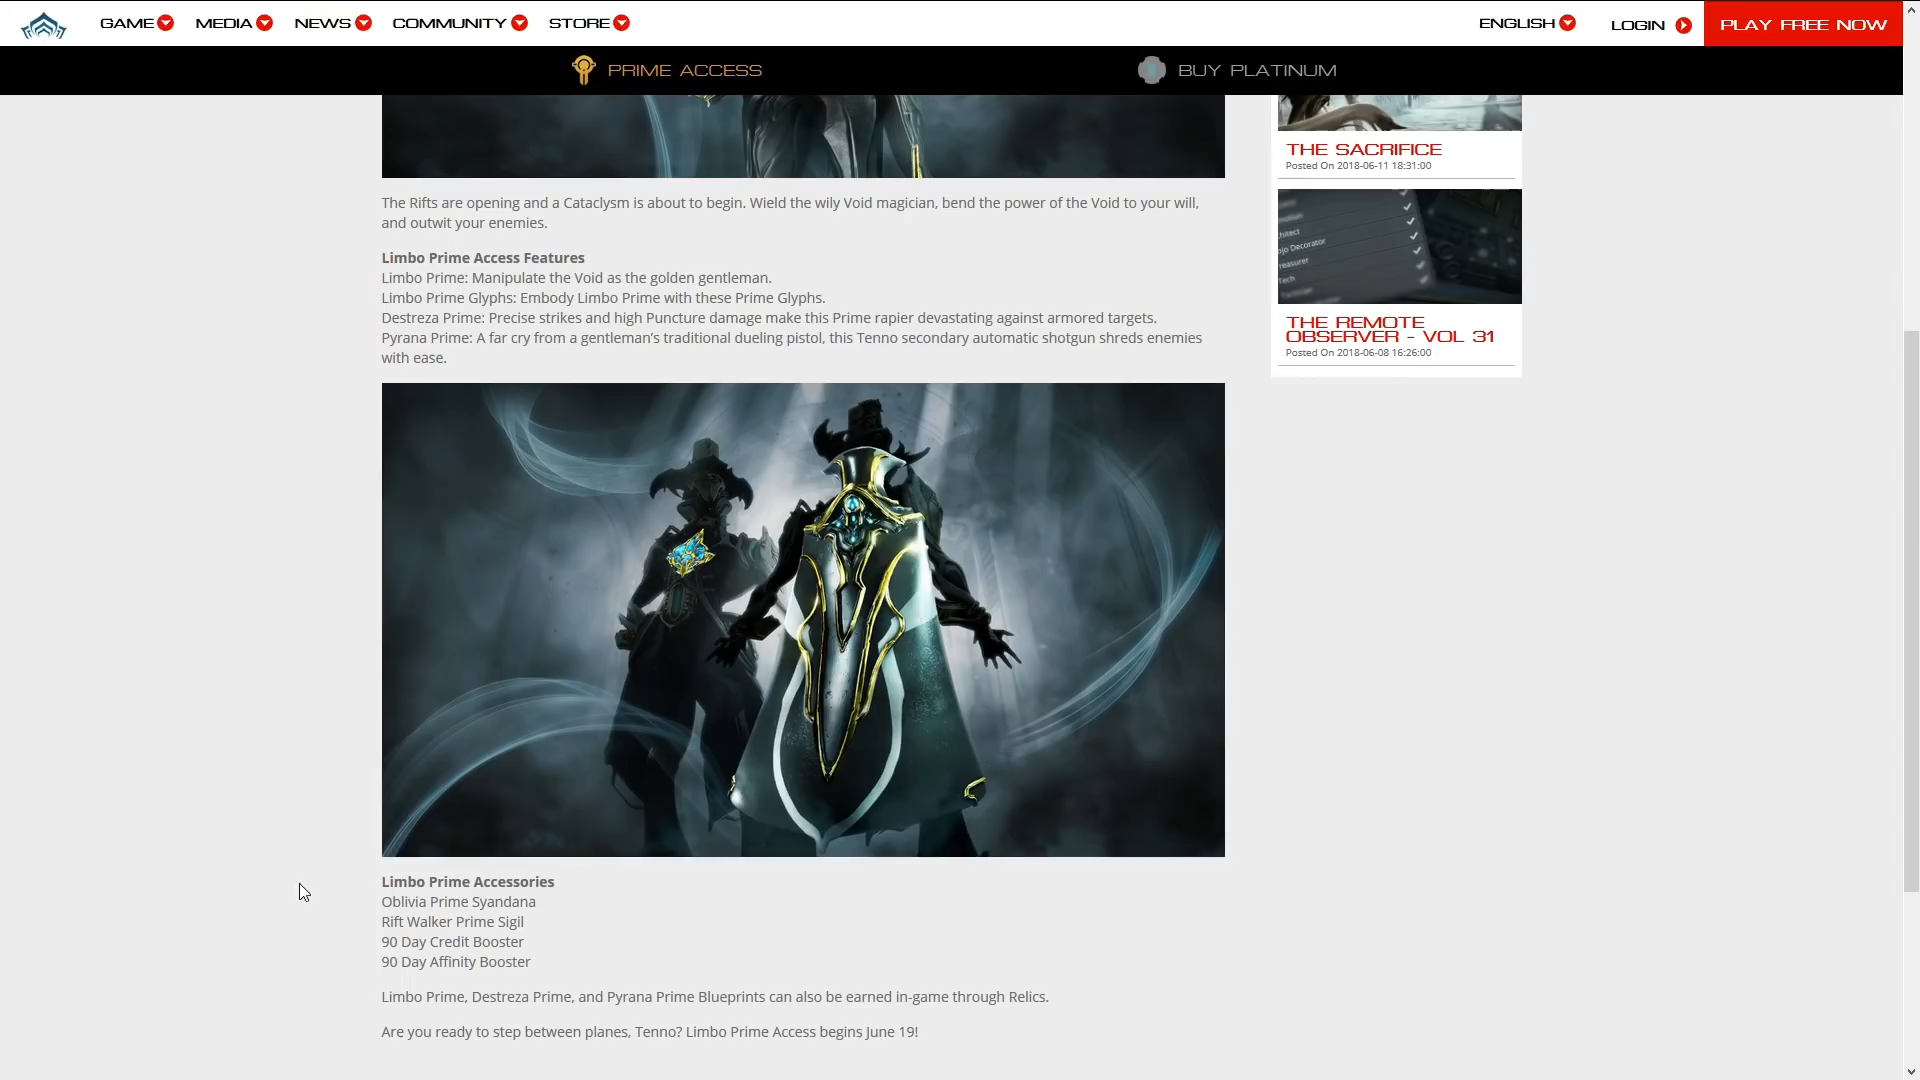 GAME MEDIA NEWS COMMUNITY STORE ENGLISH LOGIN PLAY FREE NOW
PRIME ACCESS BUY PLATINUM
The Rifts are opening and a Cataclysm is about to begin. Wield the wily Void magician, bend the power of the Void to your will,
and outwit your enemies.
Limbo Prime Access Features
Limbo Prime: Manipulate the Void as the golden gentleman.
Limbo Prime Glyphs: Embody Limbo Prime with these Prime Glyphs.
Destreza Prime: Precise strikes and high Puncture damage make this Prime rapier devastating against armored targets.
Pyrana Prime: A far cry from a gentleman’s traditional dueling pistol, this Tenno secondary automatic shotgun shreds enemies
with ease.
Limbo Prime Accessories
Oblivia Prime Syandana
Rift Walker Prime Sigil
90 Day Credit Booster
90 Day Affinity Booster
Limbo Prime, Destreza Prime, and Pyrana Prime Blueprints can also be earned in-game through Relics.
Are you ready to step between planes, Tenno? Limbo Prime Access begins June 19!
THE SACRIFICE
Posted On 2018-06-11 18:31:00
Decorator
Tech
THE REMOTE
OBSERVER - VOL 31
Posted On 2018-06-08 16:26:00